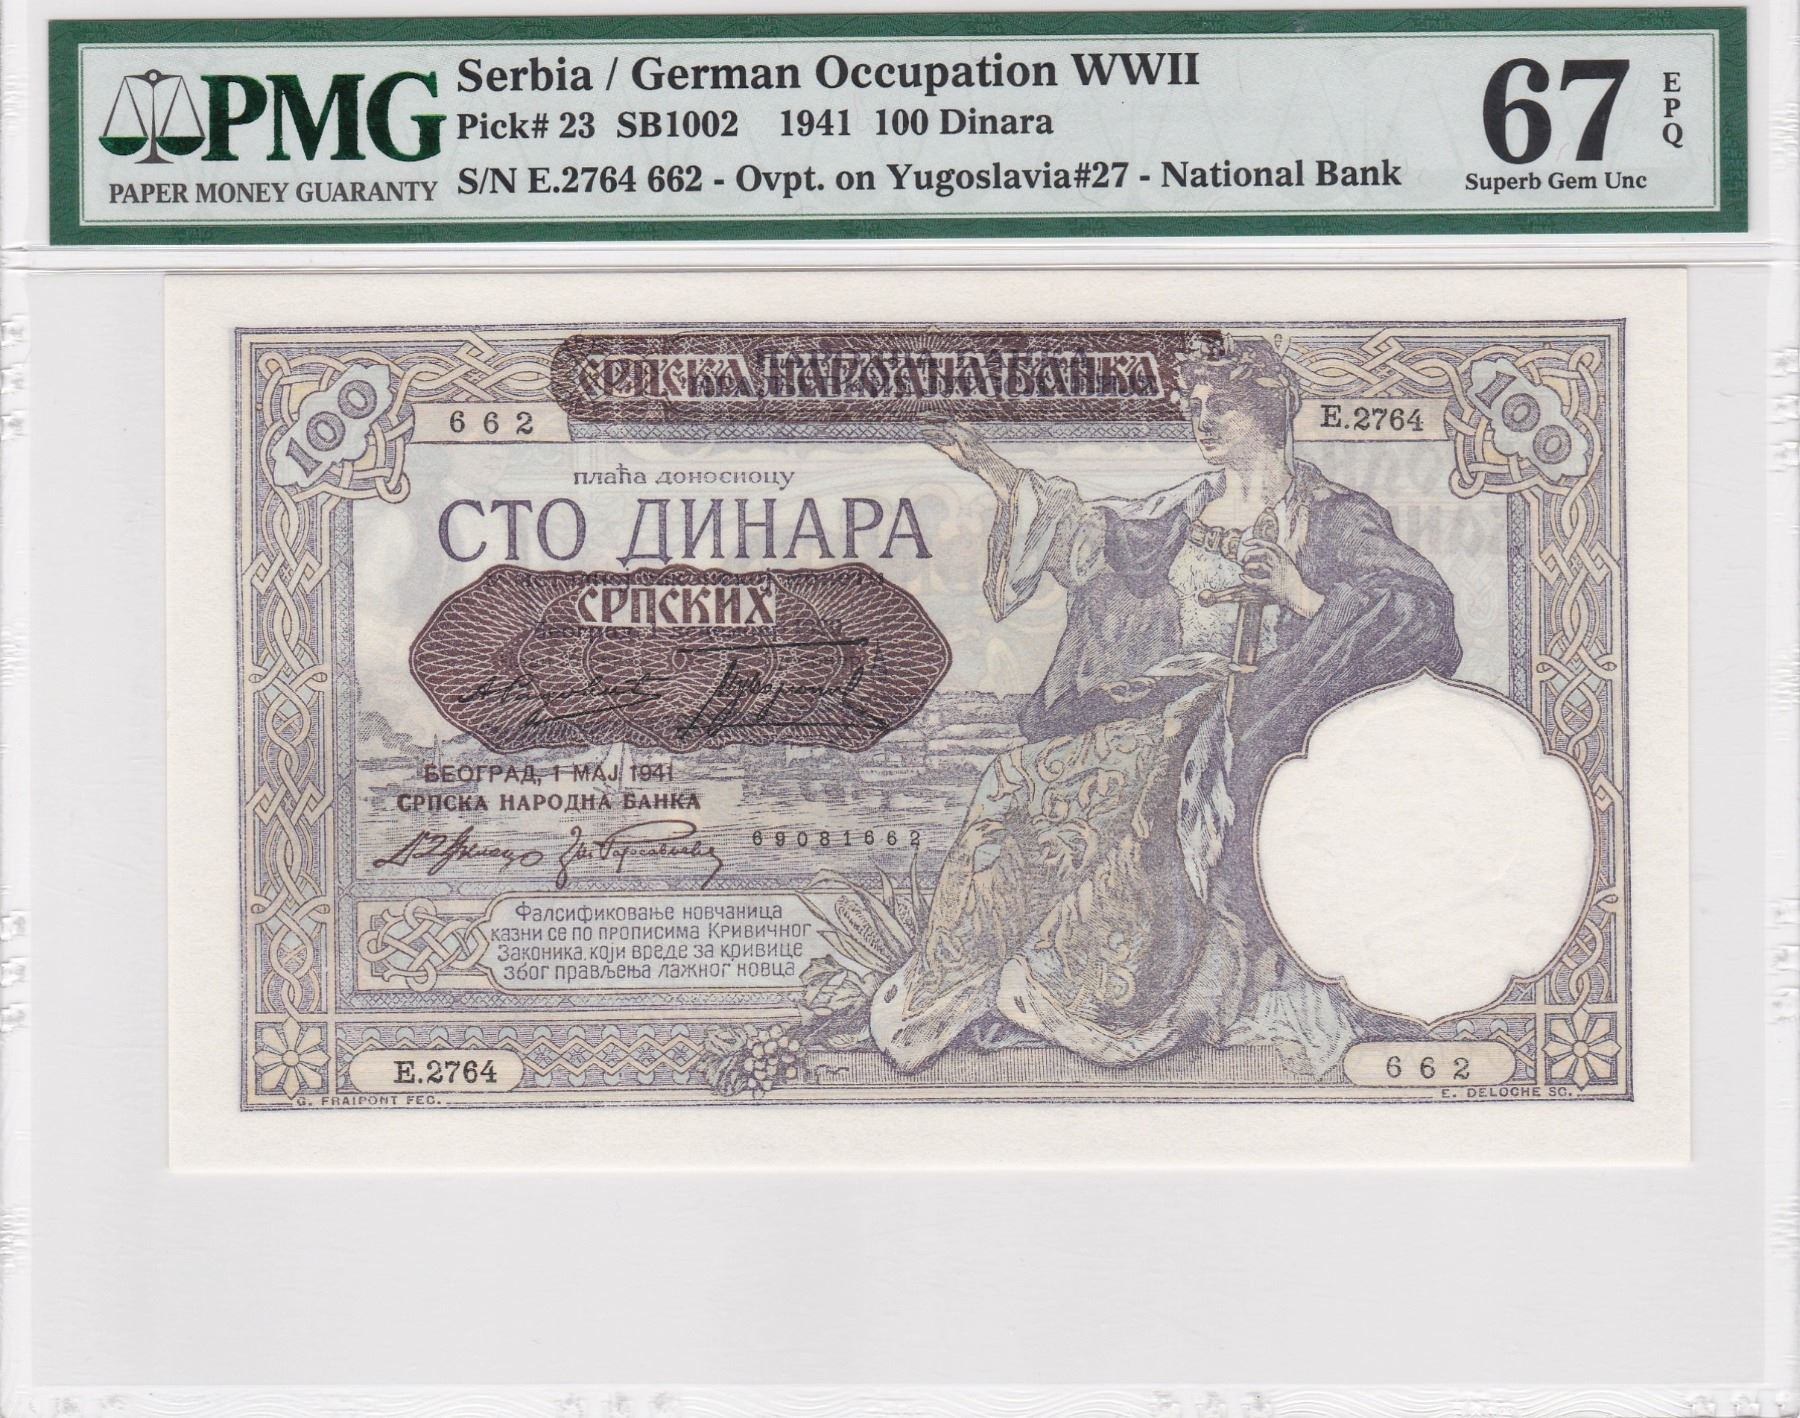 PMG
PAPER MONEY GUARANTY
Serbia / German Occupation WWII
Pick# 23 SB1002 1941 100 Dinara
S/N E.2764 662 - Ovpt. on Yugoslavia#27 - National Bank
67
EPQ
Superb Gem Unc
СРПСКА НАРОДНА БАНКА
100
662
E.2764
100
плаћа доносиоцу
СТО ДИНАРА
СРПСКИХ
БЕОГРАД, 1 МАЈ 1941
СРПСКА НАРОДНА БАНКА
69081662
Фалсификовање новчаница
казни се по прописима Кривичног
Законика, који вреде за кривице
због прављења лажног новца
E.2764
662
G. FRAIPONT FEC.
E. DELOCHE SC.